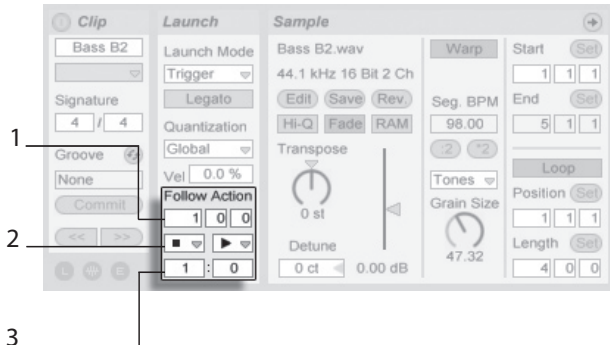 Clip
Bass B2
Signature
4 / 4
Groove
None
Commit
<< >>
L E
Launch
Launch Mode
Trigger
Legato
Quantization
Global
Vel 0.0 %
Follow Action
1 0 0
1 : 0
Sample
Bass B2.wav
44.1 kHz 16 Bit 2 Ch
Edit Save Rev.
Hi-Q Fade RAM
Transpose
0 st
Detune
0 ct 0.00 dB
Warp
Seg. BPM
98.00
:2 *2
Tones
Grain Size
47.32
Start Set
1 1 1
End Set
5 1 1
Loop
Position Set
1 1 1
Length Set
4 0 0
1
2
3